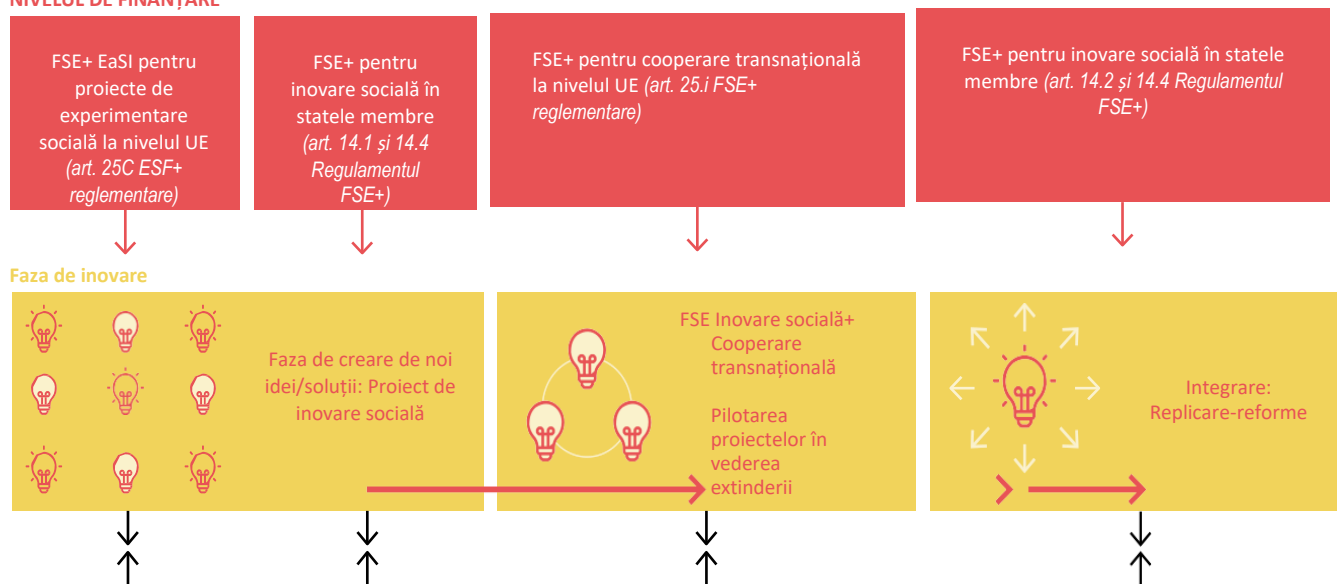 NIVELUL DE FINANȚARE
FSE+ EaSI pentru
proiecte de
experimentare
socială la nivelul UE
(art. 25C ESF+
reglementare)
FSE+ pentru
inovare socială în
statele membre
(art. 14.1 și 14.4
Regulamentul
FSE+)
FSE+ pentru cooperare transnațională
la nivelul UE (art. 25.i FSE+
reglementare)
FSE+ pentru inovare socială în statele
membre (art. 14.2 și 14.4 Regulamentul
FSE+)
Faza de inovare
Faza de creare de noi
idei/soluții: Proiect de
inovare socială
FSE Inovare socială+
Cooperare
transnațională
Pilotarea
proiectelor în
vederea
extinderii
Integrare:
Replicare-reforme